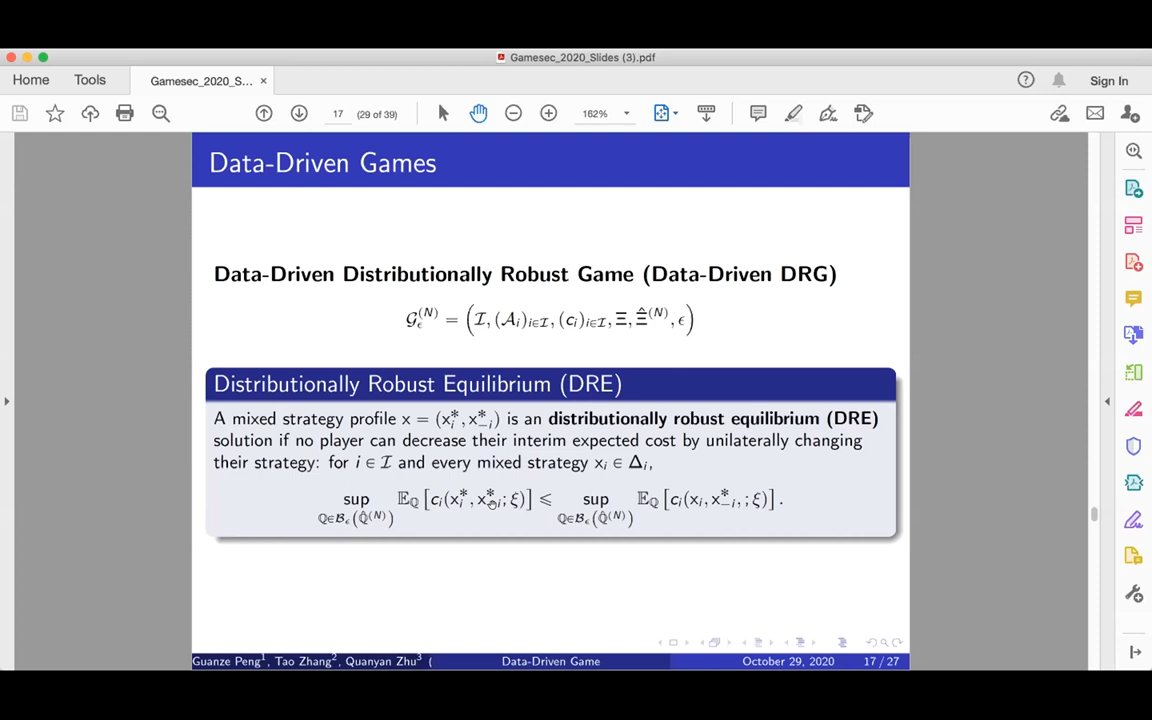 Gamesec_2020_Slides (3).pdf
Home Tools Gamesec_2020_S... × Sign In
17 (29 of 39) 162%
Data-Driven Games
Data-Driven Distributionally Robust Game (Data-Driven DRG)
𝒢_ε^(N) = (ℐ, (𝒜_i)_{i∈ℐ}, (c_i)_{i∈ℐ}, Ξ, Ξ̂^(N), ε)
Distributionally Robust Equilibrium (DRE)
A mixed strategy profile x = (x_i^*, x_{-i}^*) is an distributionally robust equilibrium (DRE)
solution if no player can decrease their interim expected cost by unilaterally changing
their strategy: for i ∈ ℐ and every mixed strategy x_i ∈ Δ_i,
sup_{ℚ∈ℬ_ε(ℚ̂^(N))} 𝔼_ℚ [c_i(x_i^*, x_{-i}^*; ξ)] ⩽ sup_{ℚ∈ℬ_ε(ℚ̂^(N))} 𝔼_ℚ [c_i(x_i, x_{-i}^*, ; ξ)].
Guanze Peng¹, Tao Zhang², Quanyan Zhu³ ( Data-Driven Game October 29, 2020 17 / 27